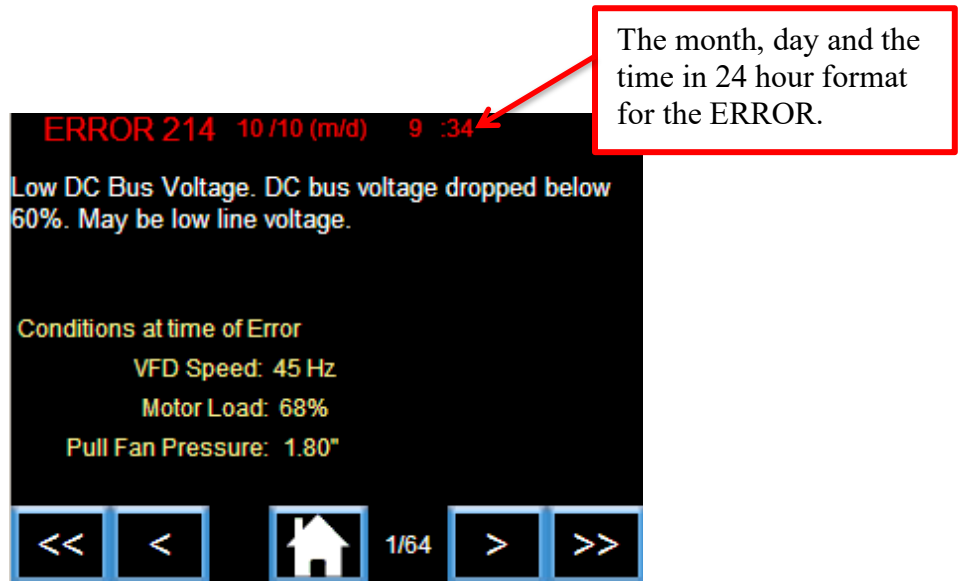 The month, day and the
time in 24 hour format
for the ERROR.
ERROR 214 10 /10 (m/d) 9 :34
Low DC Bus Voltage. DC bus voltage dropped below
60%. May be low line voltage.
Conditions at time of Error
VFD Speed: 45 Hz
Motor Load: 68%
Pull Fan Pressure: 1.80"
<< < 1/64 > >>